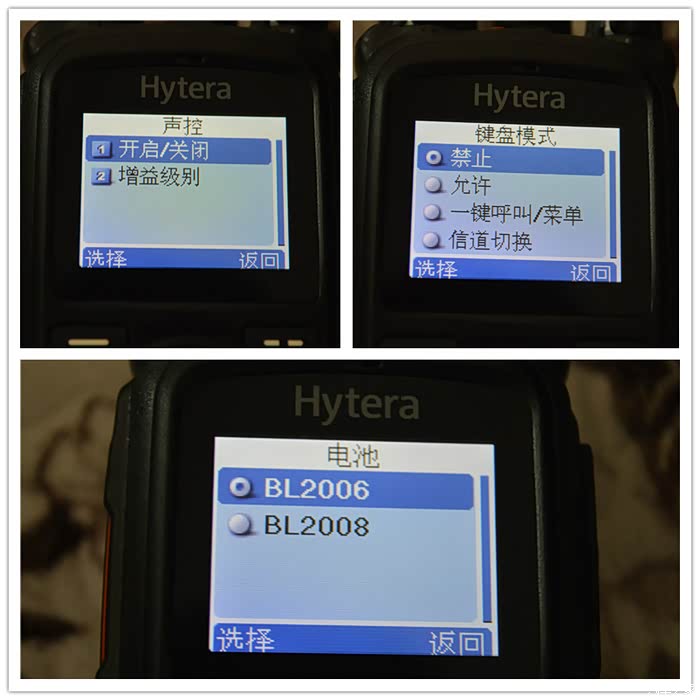 Hytera
声控
1 开启/关闭
2 增益级别
选择 返回
Hytera
键盘模式
禁止
允许
一键呼叫/菜单
信道切换
选择 返回
Hytera
电池
BL2006
BL2008
选择 返回